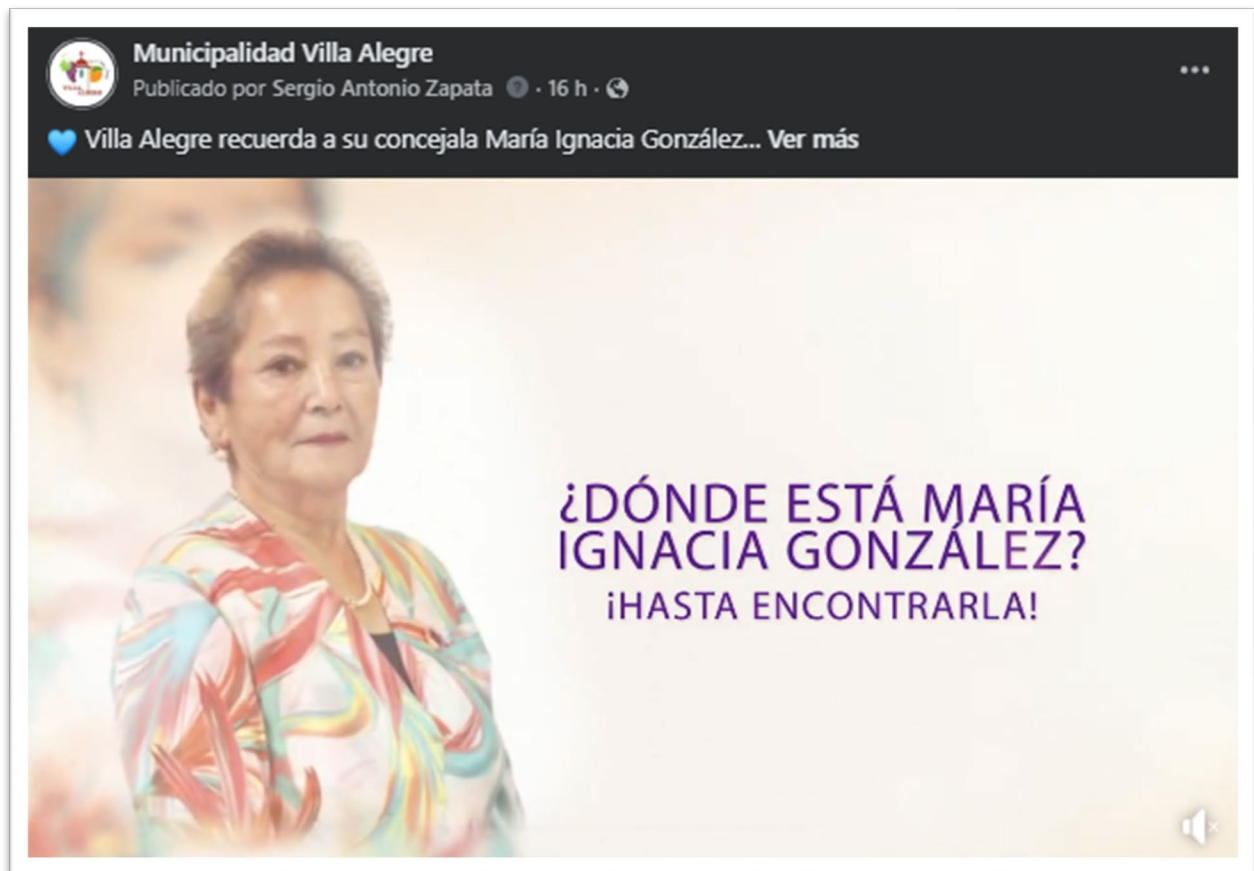 Municipalidad Villa Alegre
Publicado por Sergio Antonio Zapata · 16 h ·
Villa Alegre recuerda a su concejala María Ignacia González... Ver más
¿DÓNDE ESTÁ MARÍA
IGNACIA GONZÁLEZ?
¡HASTA ENCONTRARLA!